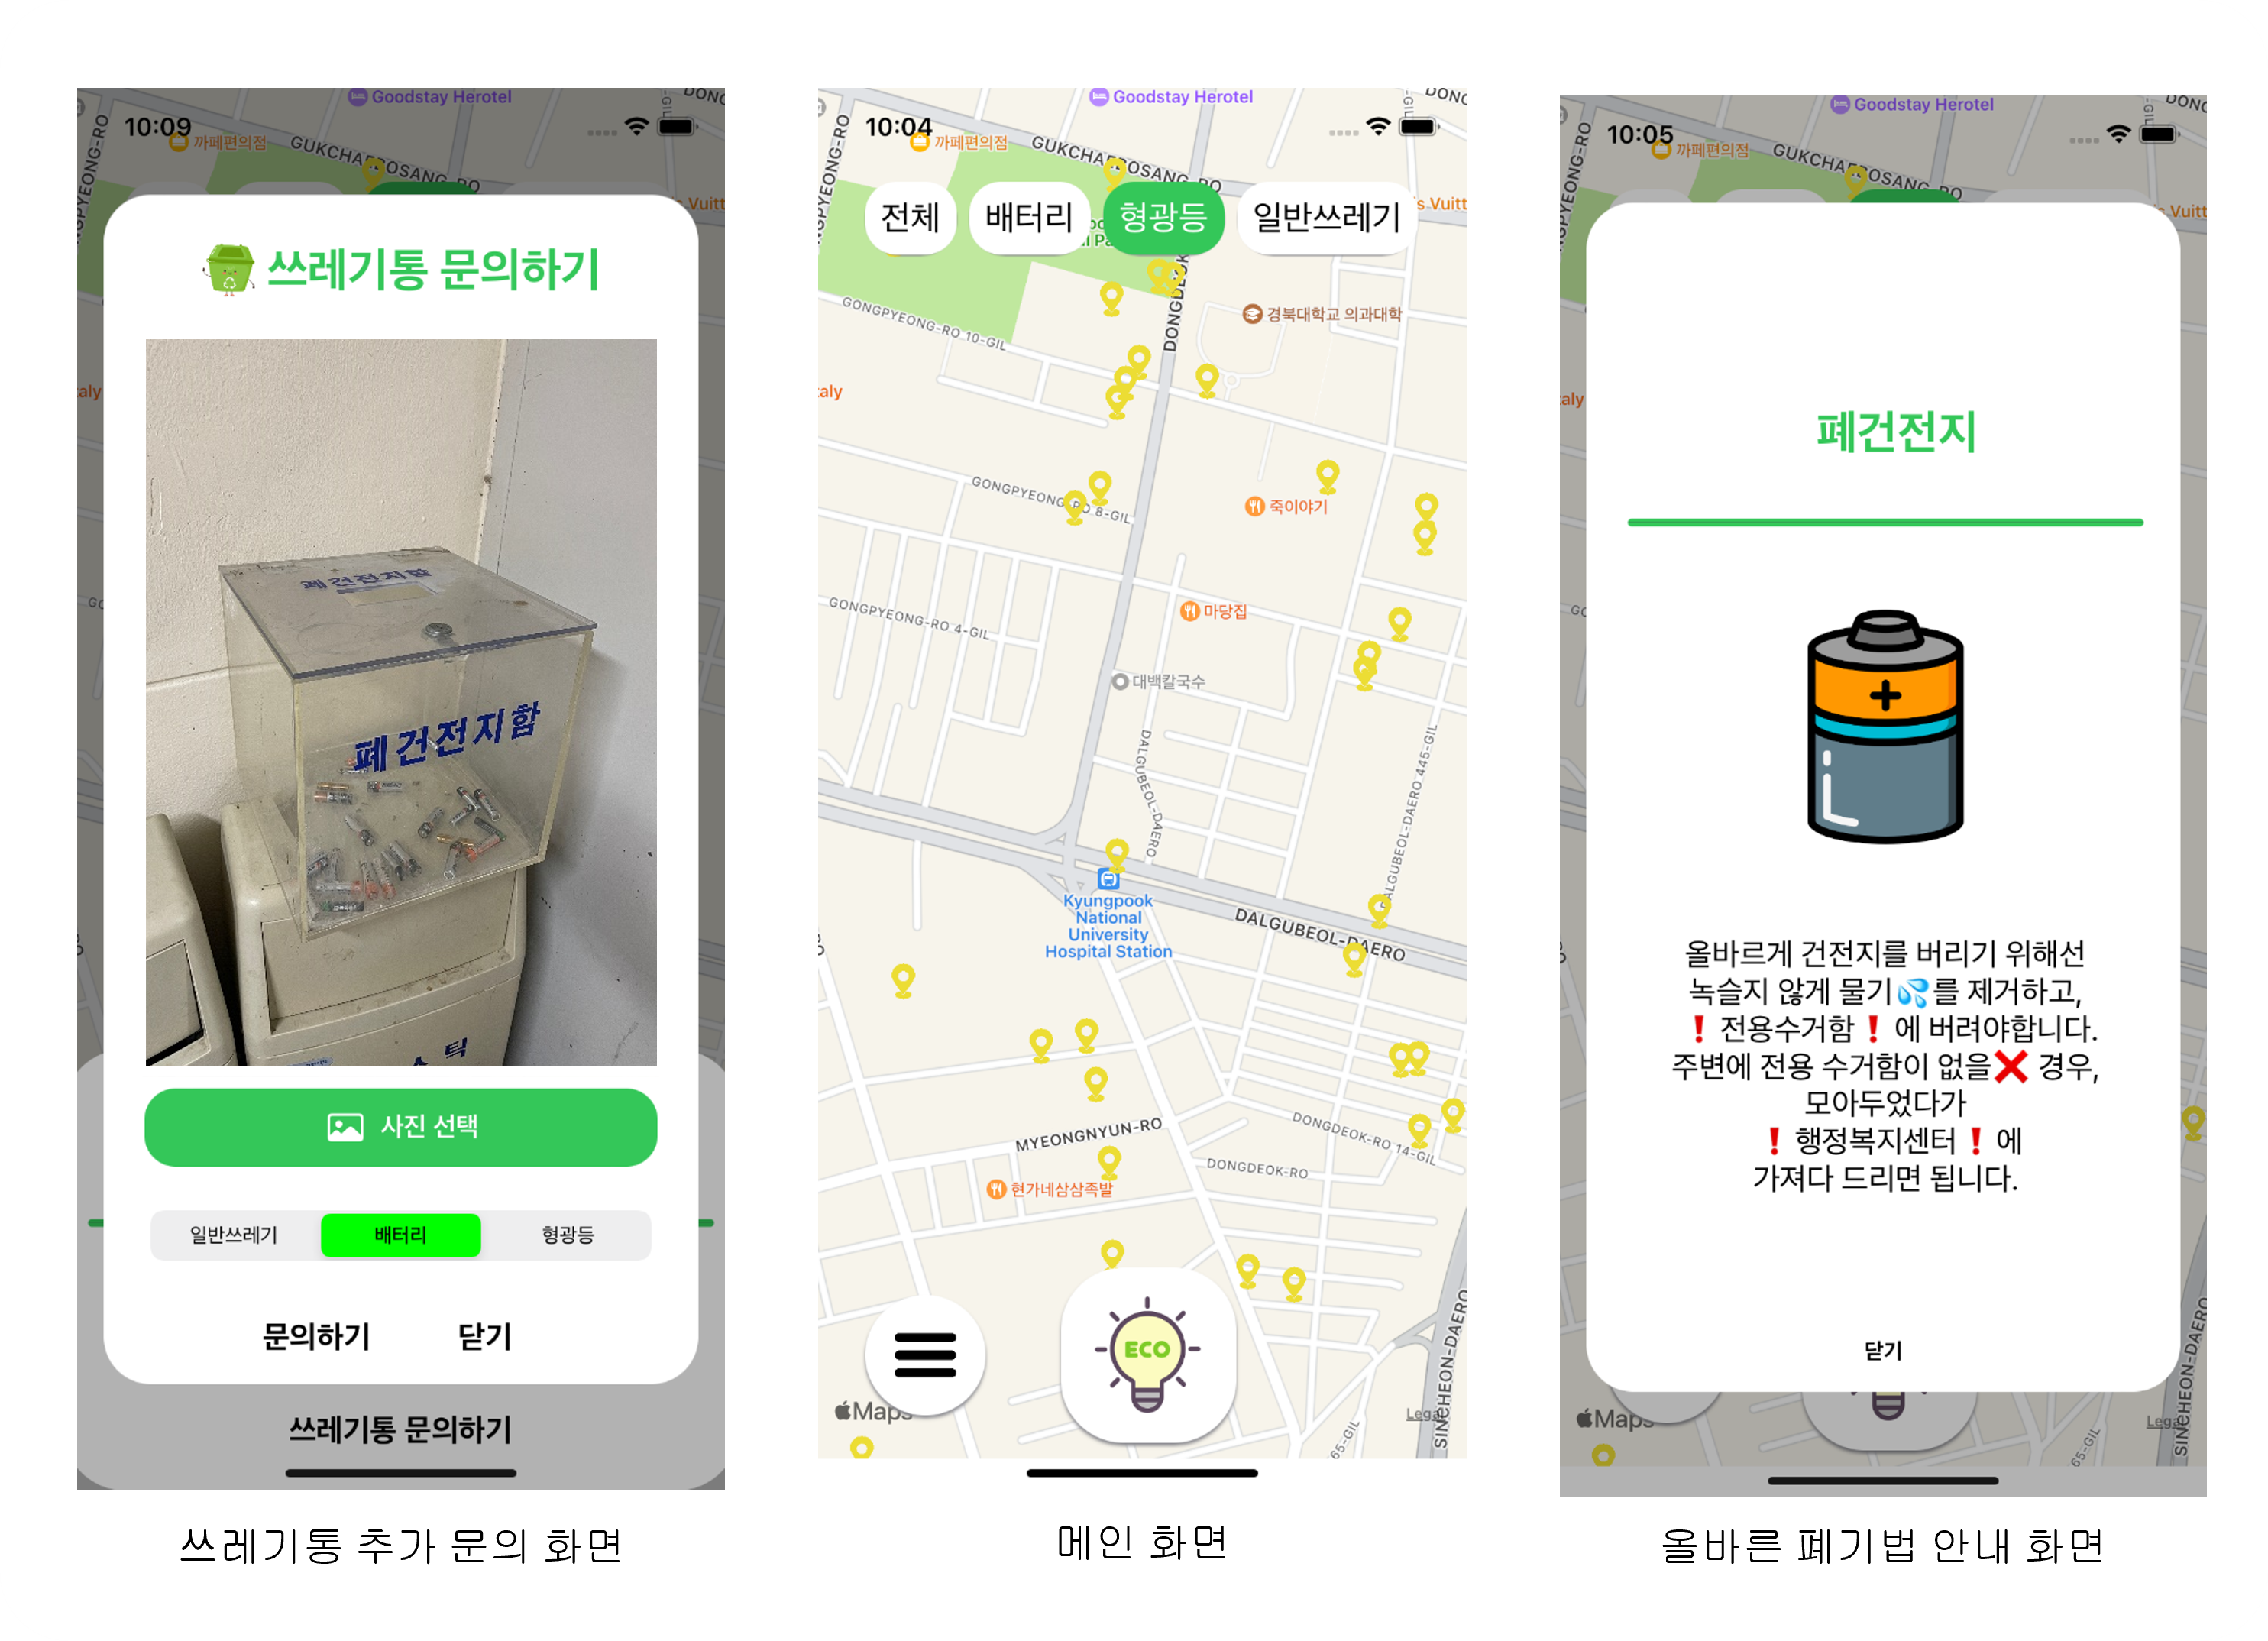 Goodstay Herotel
DONG
10:09
까페편의점
쓰레기통 문의하기
폐건전지함
폐건전지함
스틱
사진 선택
일반쓰레기
배터리
형광등
문의하기
닫기
쓰레기통 문의하기
쓰레기통 추가 문의 화면
Goodstay Herotel
10:04
까페편의점
전체
배터리
형광등
일반쓰레기
s Vuitt
경북대학교 의과대학
GONGPYEONG-RO 10-GIL
taly
GONGPYEONG-RO 8-GIL
죽이야기
GONGPYEONG-RO 4-GIL
마당집
대백칼국수
DALGUBEOL-DAERO
DALGUBEOL-DAERO 445-GIL
Kyungpook
National
University
Hospital Station
DALGUBEOL-DAERO
MYEONGNYUN-RO
DONGDEOK-RO 14-GIL
DONGDEOK-RO
현가네삼삼족발
ECO
SINCHEON-DAERO
Maps
Legal
65-GIL
메인 화면
Goodstay Herotel
10:05
까페편의점
폐건전지
올바르게 건전지를 버리기 위해선
녹슬지 않게 물기💦를 제거하고,
❗전용수거함❗에 버려야합니다.
주변에 전용 수거함이 없을❌ 경우,
모아두었다가
❗행정복지센터❗에
가져다 드리면 됩니다.
닫기
Maps
Legal
65-GIL
SINCHEON-DAERO
올바른 폐기법 안내 화면